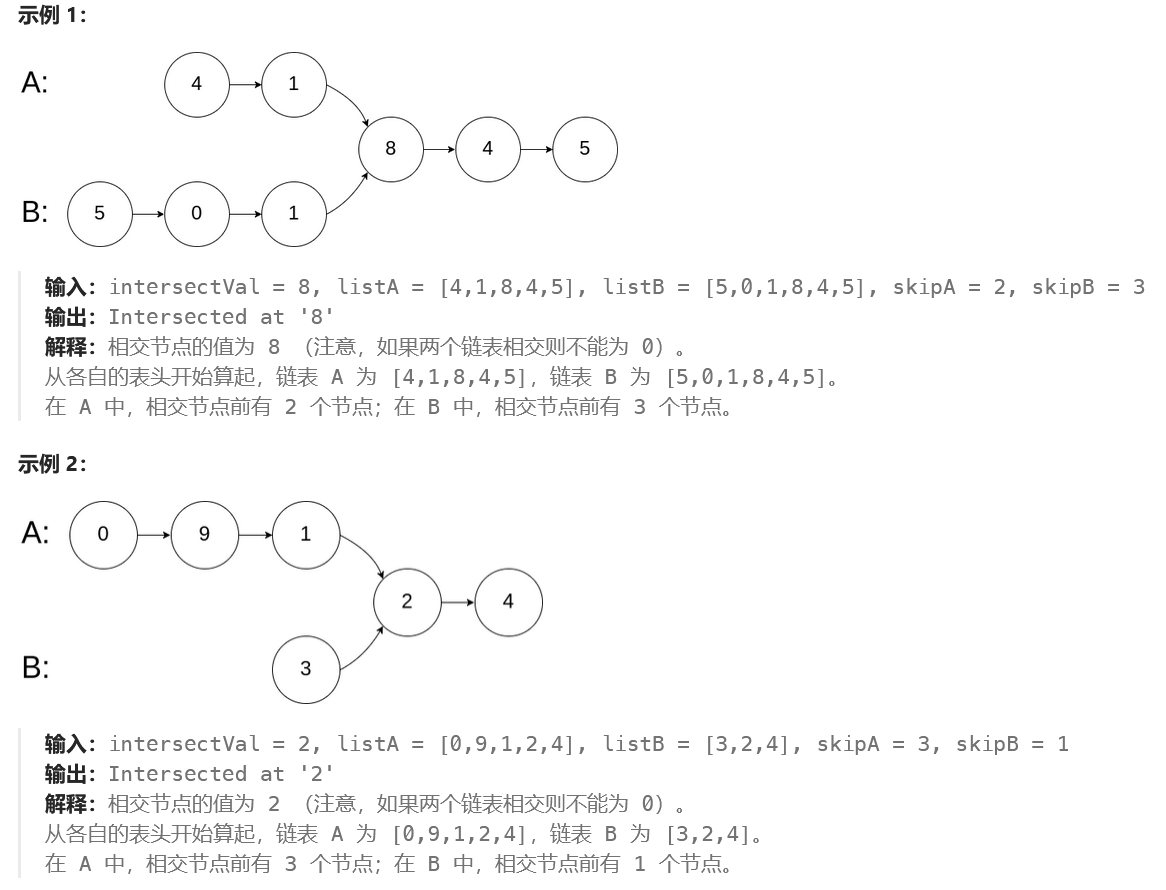 示例 1：
A: 4 1
8 4 5
B: 5 0 1
输入：intersectVal = 8, listA = [4,1,8,4,5], listB = [5,0,1,8,4,5], skipA = 2, skipB = 3
输出：Intersected at '8'
解释：相交节点的值为 8 （注意，如果两个链表相交则不能为 0）。
从各自的表头开始算起，链表 A 为 [4,1,8,4,5]，链表 B 为 [5,0,1,8,4,5]。
在 A 中，相交节点前有 2 个节点；在 B 中，相交节点前有 3 个节点。
示例 2：
A: 0 9 1
2 4
B: 3
输入：intersectVal = 2, listA = [0,9,1,2,4], listB = [3,2,4], skipA = 3, skipB = 1
输出：Intersected at '2'
解释：相交节点的值为 2 （注意，如果两个链表相交则不能为 0）。
从各自的表头开始算起，链表 A 为 [0,9,1,2,4]，链表 B 为 [3,2,4]。
在 A 中，相交节点前有 3 个节点；在 B 中，相交节点前有 1 个节点。